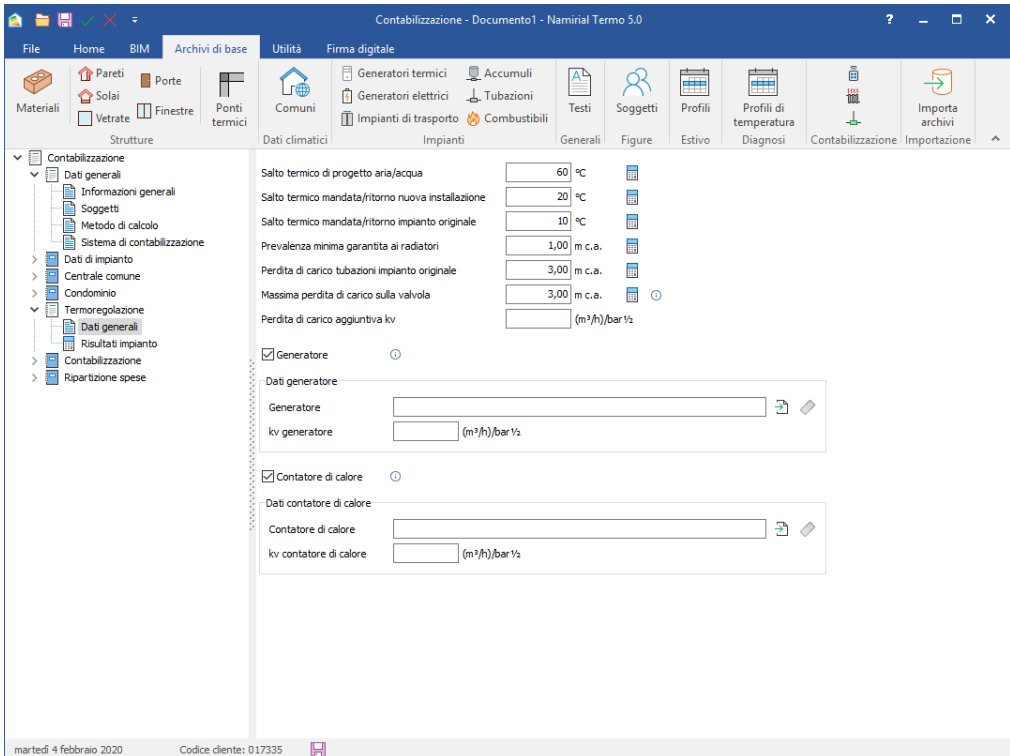 Contabilizzazione - Documento1 - Namirial Termo 5.0
?
File Home BIM Archivi di base Utilità Firma digitale
Materiali
Pareti
Solai
Vetrate
Porte
Finestre
Ponti
termici
Strutture
Comuni
Dati climatici
Generatori termici
Generatori elettrici
Impianti di trasporto
Accumuli
Tubazioni
Combustibili
Impianti
Testi
Generali
Soggetti
Figure
Profili
Estivo
Profili di
temperatura
Diagnosi
Contabilizzazione
Importa
archivi
Importazione
Contabilizzazione
Dati generali
Informazioni generali
Soggetti
Metodo di calcolo
Sistema di contabilizzazione
Dati di impianto
Centrale comune
Condominio
Termoregolazione
Dati generali
Risultati impianto
Contabilizzazione
Ripartizione spese
Salto termico di progetto aria/acqua 60 °C
Salto termico mandata/ritorno nuova installaziione 20 °C
Salto termico mandata/ritorno impianto originale 10 °C
Prevalenza minima garantita ai radiatori 1,00 m c.a.
Perdita di carico tubazioni impianto originale 3,00 m c.a.
Massima perdita di carico sulla valvola 3,00 m c.a.
Perdita di carico aggiuntiva kv (m³/h)/bar½
Generatore
Dati generatore
Generatore
kv generatore (m³/h)/bar½
Contatore di calore
Dati contatore di calore
Contatore di calore
kv contatore di calore (m³/h)/bar½
martedì 4 febbraio 2020 Codice cliente: 017335